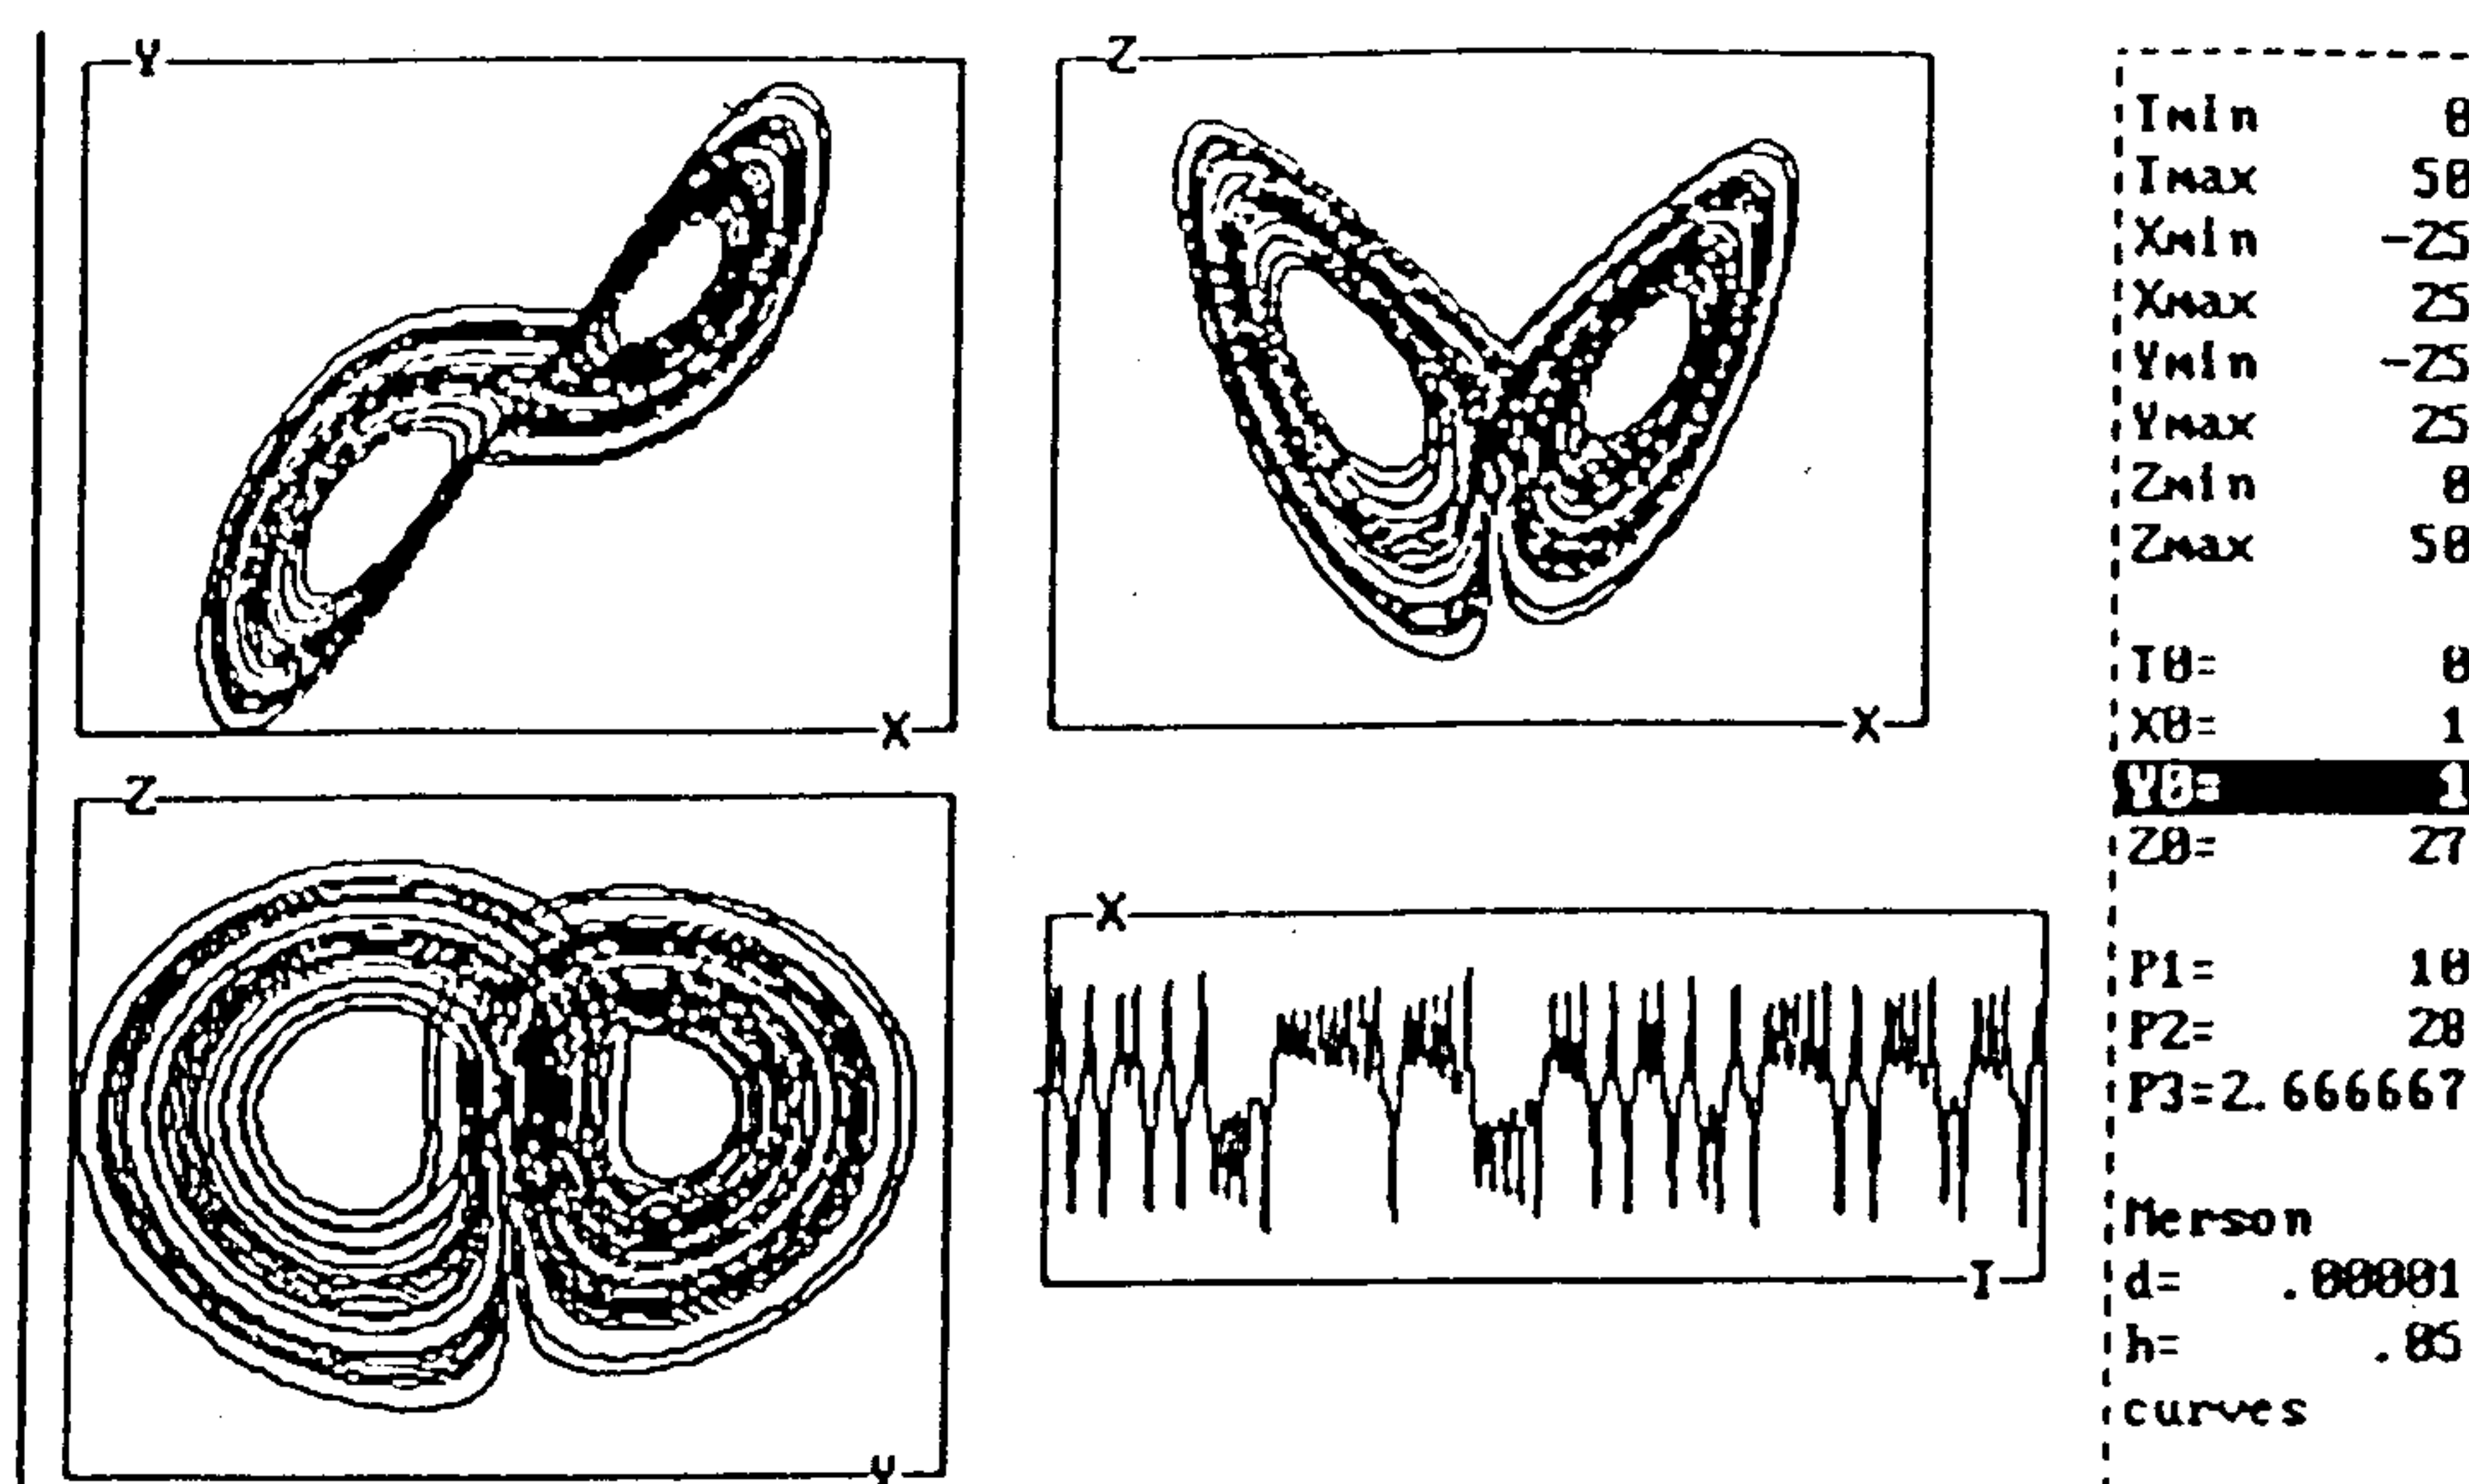 Y
X
Z
X
Z
Y
X
T
Tmin 0
Tmax 50
Xmin -25
Xmax 25
Ymin -25
Ymax 25
Zmin 0
Zmax 50
T0= 0
X0= 1
Y0= 1
Z0= 27
P1= 10
P2= 28
P3=2.666667
Merson
d= .00001
h= .05
curves